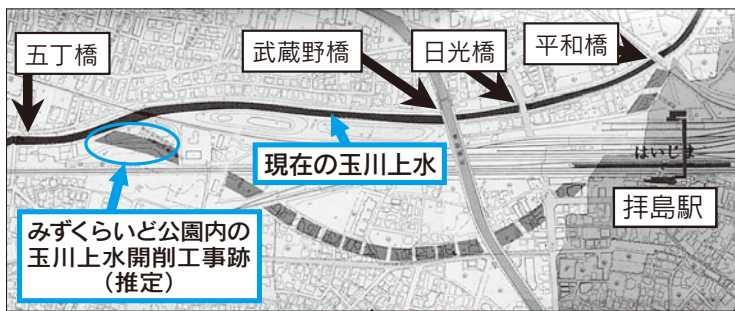 五丁橋
武蔵野橋
日光橋
平和橋
現在の玉川上水
はいじま
拝島駅
みずくらいど公園内の
玉川上水開削工事跡
（推定）